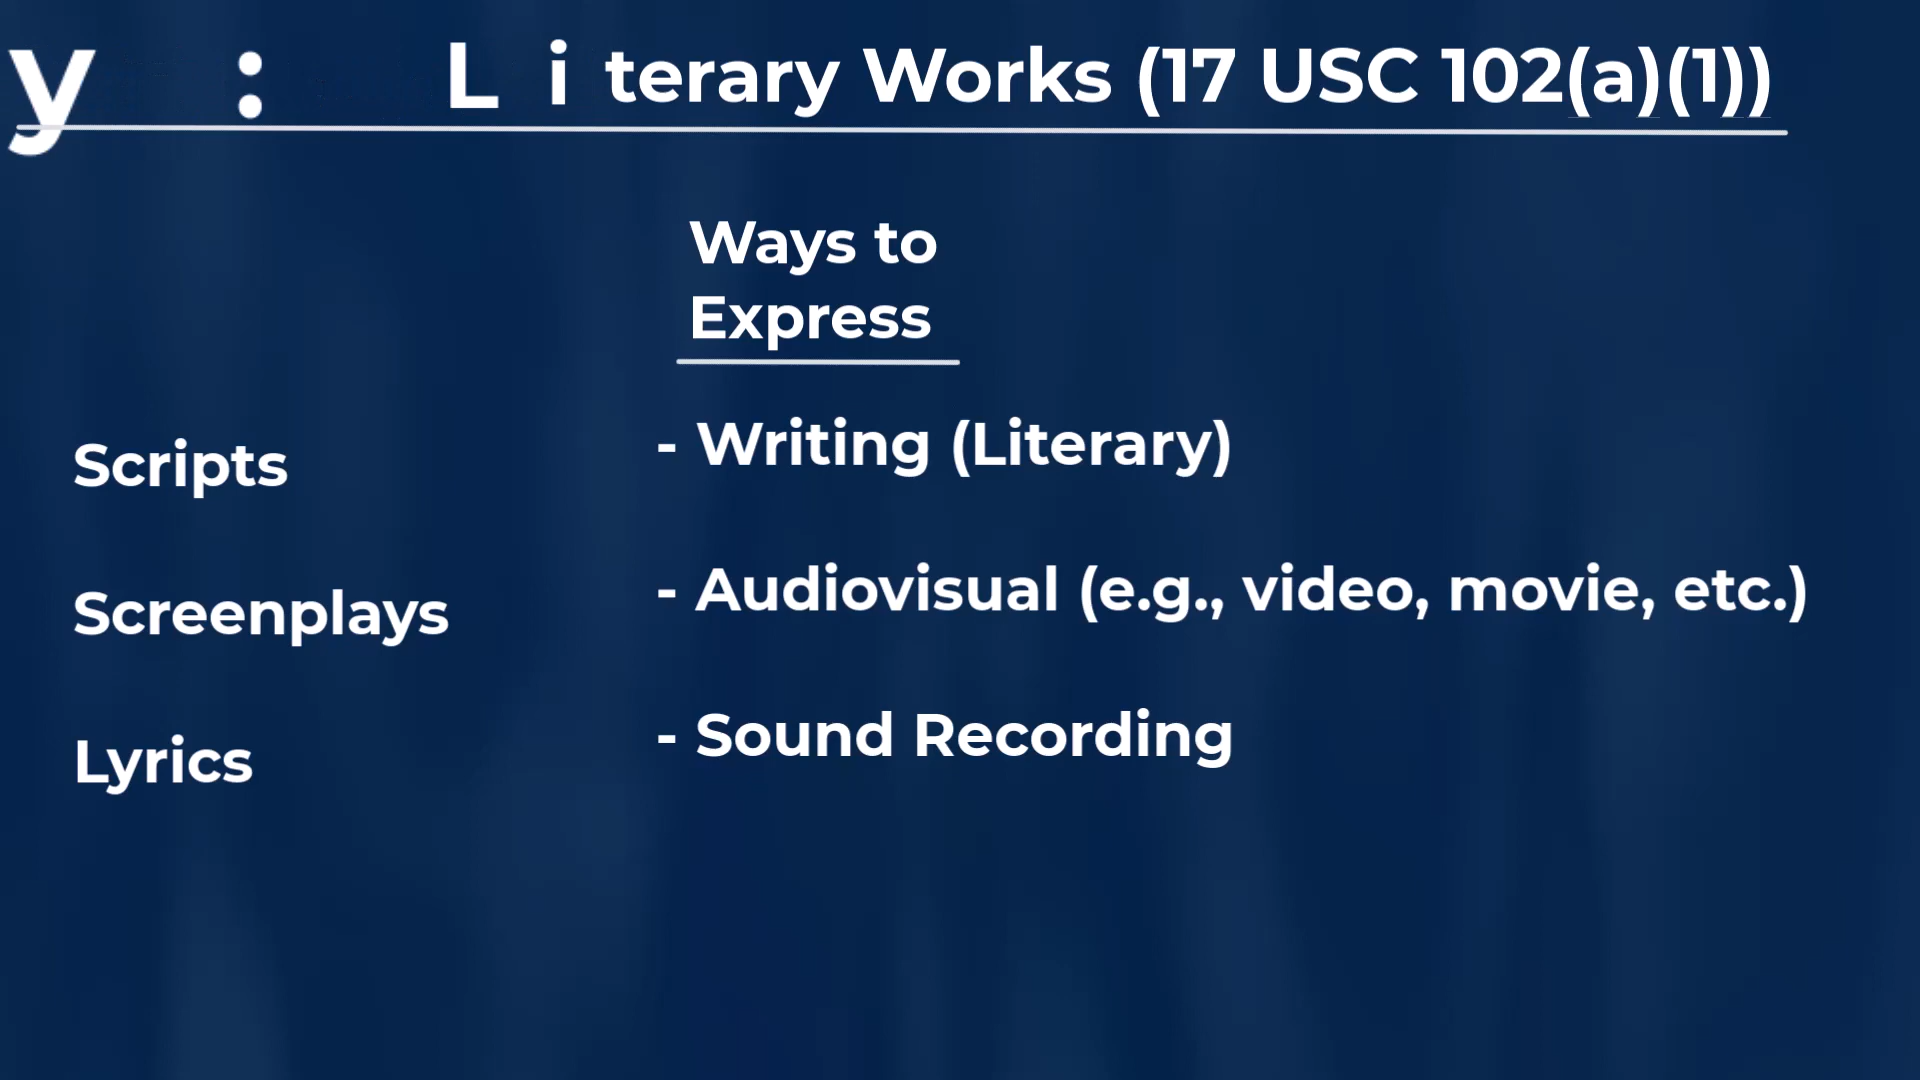 y : Literary Works (17 USC 102(a)(1))
Ways to
Express
Scripts
- Writing (Literary)
Screenplays
- Audiovisual (e.g., video, movie, etc.)
Lyrics
- Sound Recording